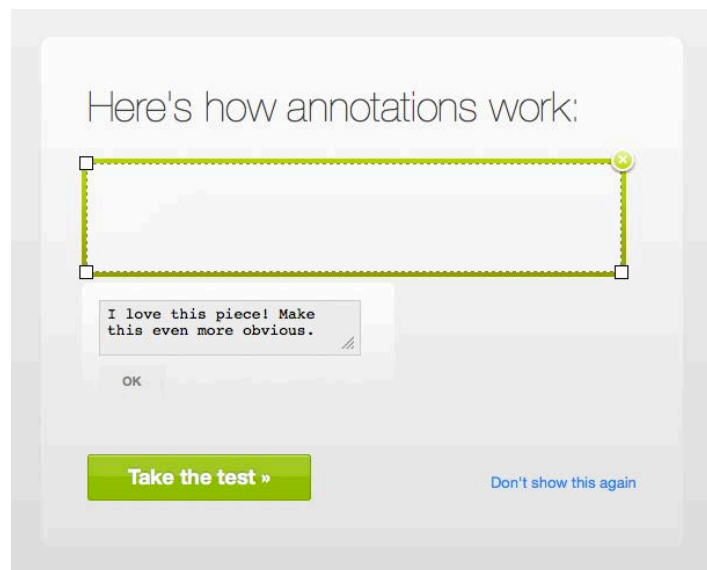 Here's how annotations work:
I love this piece! Make
this even more obvious.
OK
Take the test »
Don't show this again